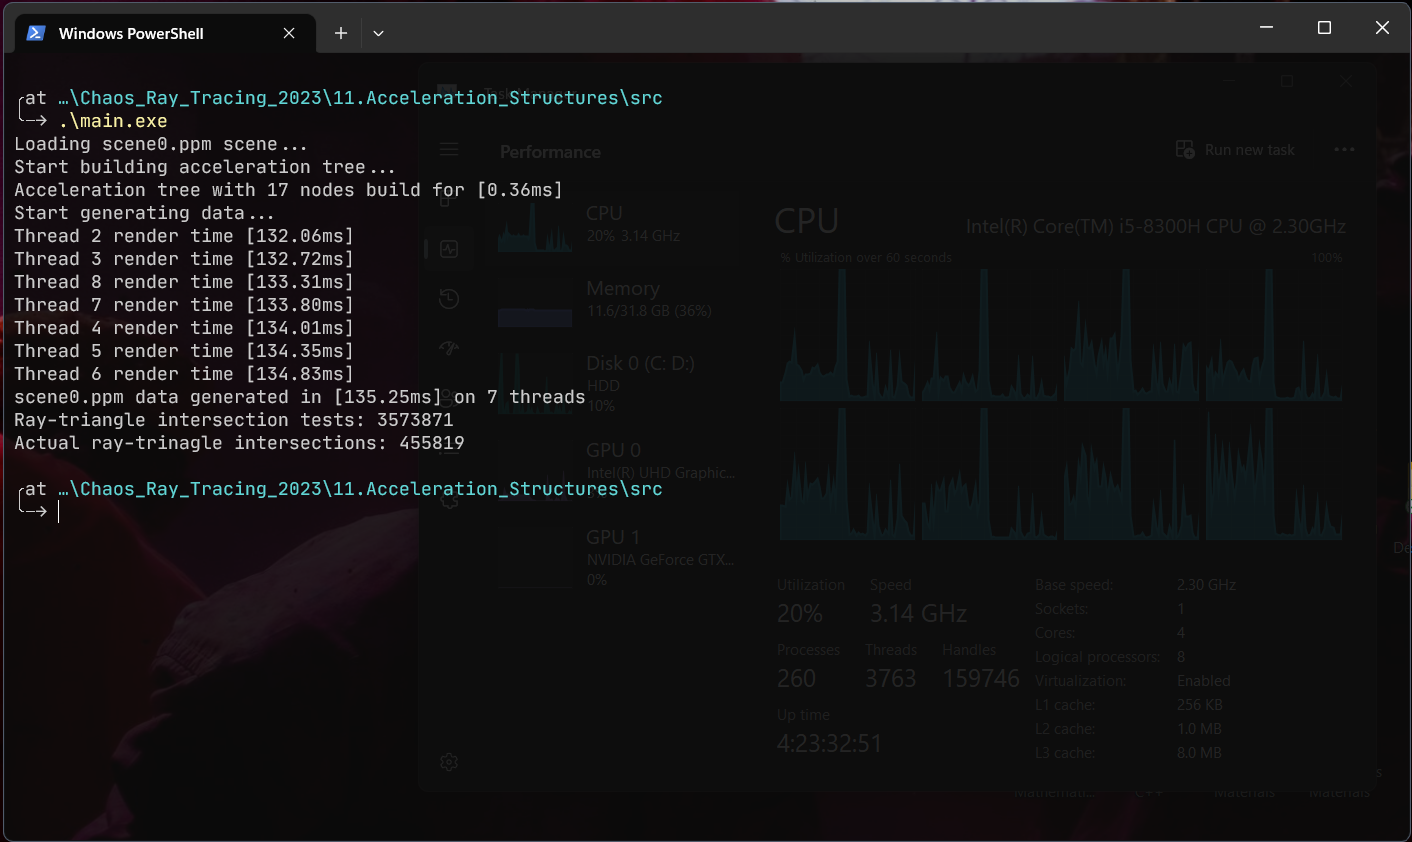 Windows PowerShell
at …\Chaos_Ray_Tracing_2023\11.Acceleration_Structures\src
.\main.exe
Loading scene0.ppm scene...
Start building acceleration tree...
Acceleration tree with 17 nodes build for [0.36ms]
Start generating data...
Thread 2 render time [132.06ms]
Thread 3 render time [132.72ms]
Thread 8 render time [133.31ms]
Thread 7 render time [133.80ms]
Thread 4 render time [134.01ms]
Thread 5 render time [134.35ms]
Thread 6 render time [134.83ms]
scene0.ppm data generated in [135.25ms] on 7 threads
Ray-triangle intersection tests: 3573871
Actual ray-trinagle intersections: 455819
at …\Chaos_Ray_Tracing_2023\11.Acceleration_Structures\src
Performance
Run new task
CPU
20% 3.14 GHz
Memory
11.6/31.8 GB (36%)
Disk 0 (C: D:)
HDD
10%
GPU 0
Intel(R) UHD Graphic...
GPU 1
NVIDIA GeForce GTX...
0%
CPU
Intel(R) Core(TM) i5-8300H CPU @ 2.30GHz
% Utilization over 60 seconds
100%
Utilization Speed
20% 3.14 GHz
Processes Threads Handles
260 3763 159746
Up time
4:23:32:51
Base speed: 2.30 GHz
Sockets: 1
Cores: 4
Logical processors: 8
Virtualization: Enabled
L1 cache: 256 KB
L2 cache: 1.0 MB
L3 cache: 8.0 MB
Mathemati... C++ Materials Materials